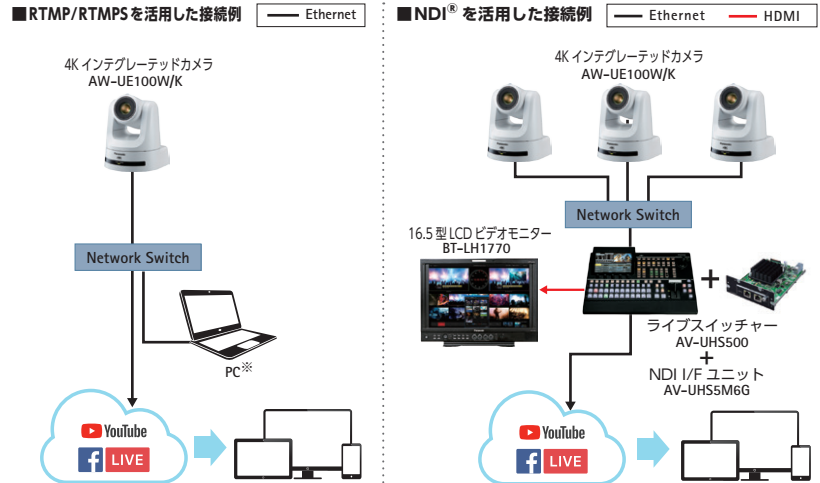 ■RTMP/RTMPSを活用した接続例
Ethernet
4K インテグレーテッドカメラ
AW-UE100W/K
Network Switch
PC※
YouTube
f LIVE
■NDI® を活用した接続例
Ethernet
HDMI
4K インテグレーテッドカメラ
AW-UE100W/K
Network Switch
16.5 型 LCD ビデオモニター
BT-LH1770
+
ライブスイッチャー
AV-UHS500
+
NDI I/F ユニット
AV-UHS5M6G
YouTube
f LIVE